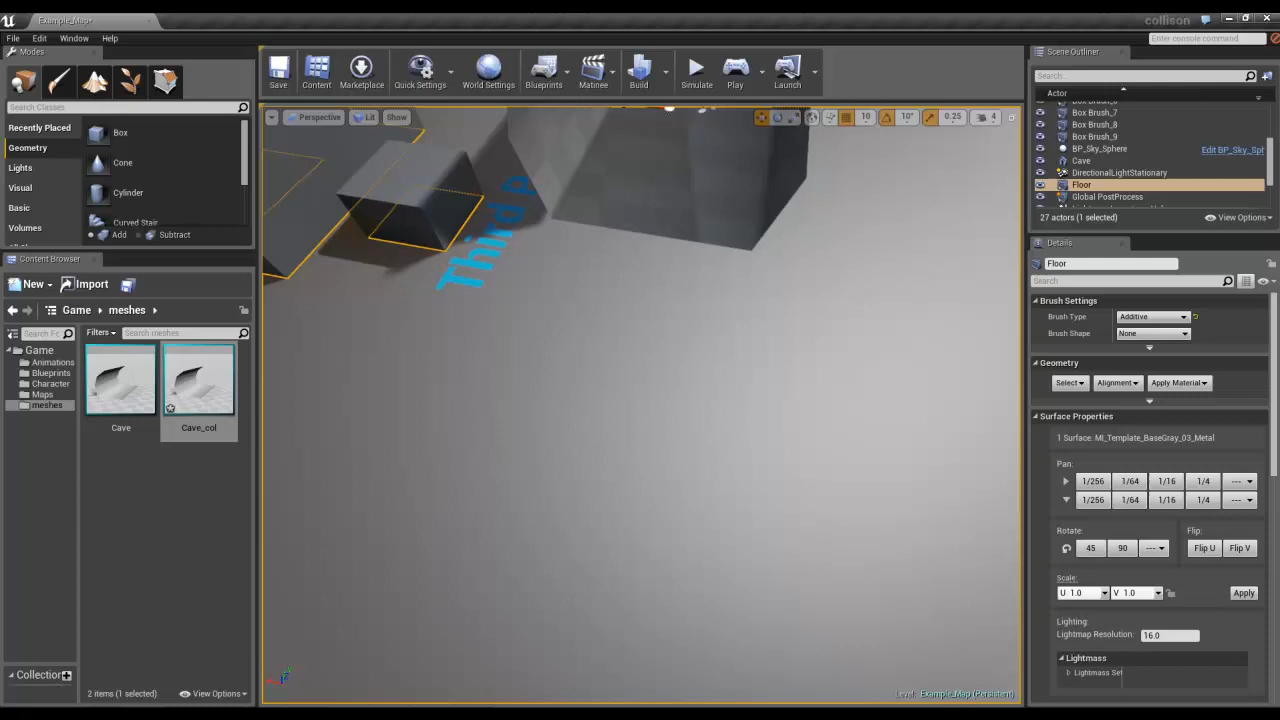 Example_Map*
collison
File Edit Window Help
Enter console command
Modes
Save
Content
Marketplace
Quick Settings
World Settings
Blueprints
Matinee
Build
Simulate
Play
Launch
Search Classes
Recently Placed
Geometry
Lights
Visual
Basic
Volumes
Box
Cone
Cylinder
Curved Stair
Add Subtract
Perspective
Lit
Show
10
10°
0.25
4
Third P
Content Browser
New Import
Game meshes
Search Fo
Filters
Search meshes
Game
Animations
Blueprints
Character
Maps
meshes
Cave
Cave_col
Collection
2 items (1 selected)
View Options
Level: Example_Map (Persistent)
Scene Outliner
Search...
Actor
Box Brush_7
Box Brush_8
Box Brush_9
BP_Sky_Sphere Edit BP_Sky_Sph
Cave
DirectionalLightStationary
Floor
Global PostProcess
27 actors (1 selected)
View Options
Details
Floor
Search
Brush Settings
Brush Type Additive
Brush Shape None
Geometry
Select Alignment Apply Material
Surface Properties
1 Surface: MI_Template_BaseGray_03_Metal
Pan:
1/256 1/64 1/16 1/4 ---
1/256 1/64 1/16 1/4 ---
Rotate: Flip:
45 90 --- Flip U Flip V
Scale:
U 1.0 V 1.0 Apply
Lighting:
Lightmap Resolution: 16.0
Lightmass
Lightmass Set